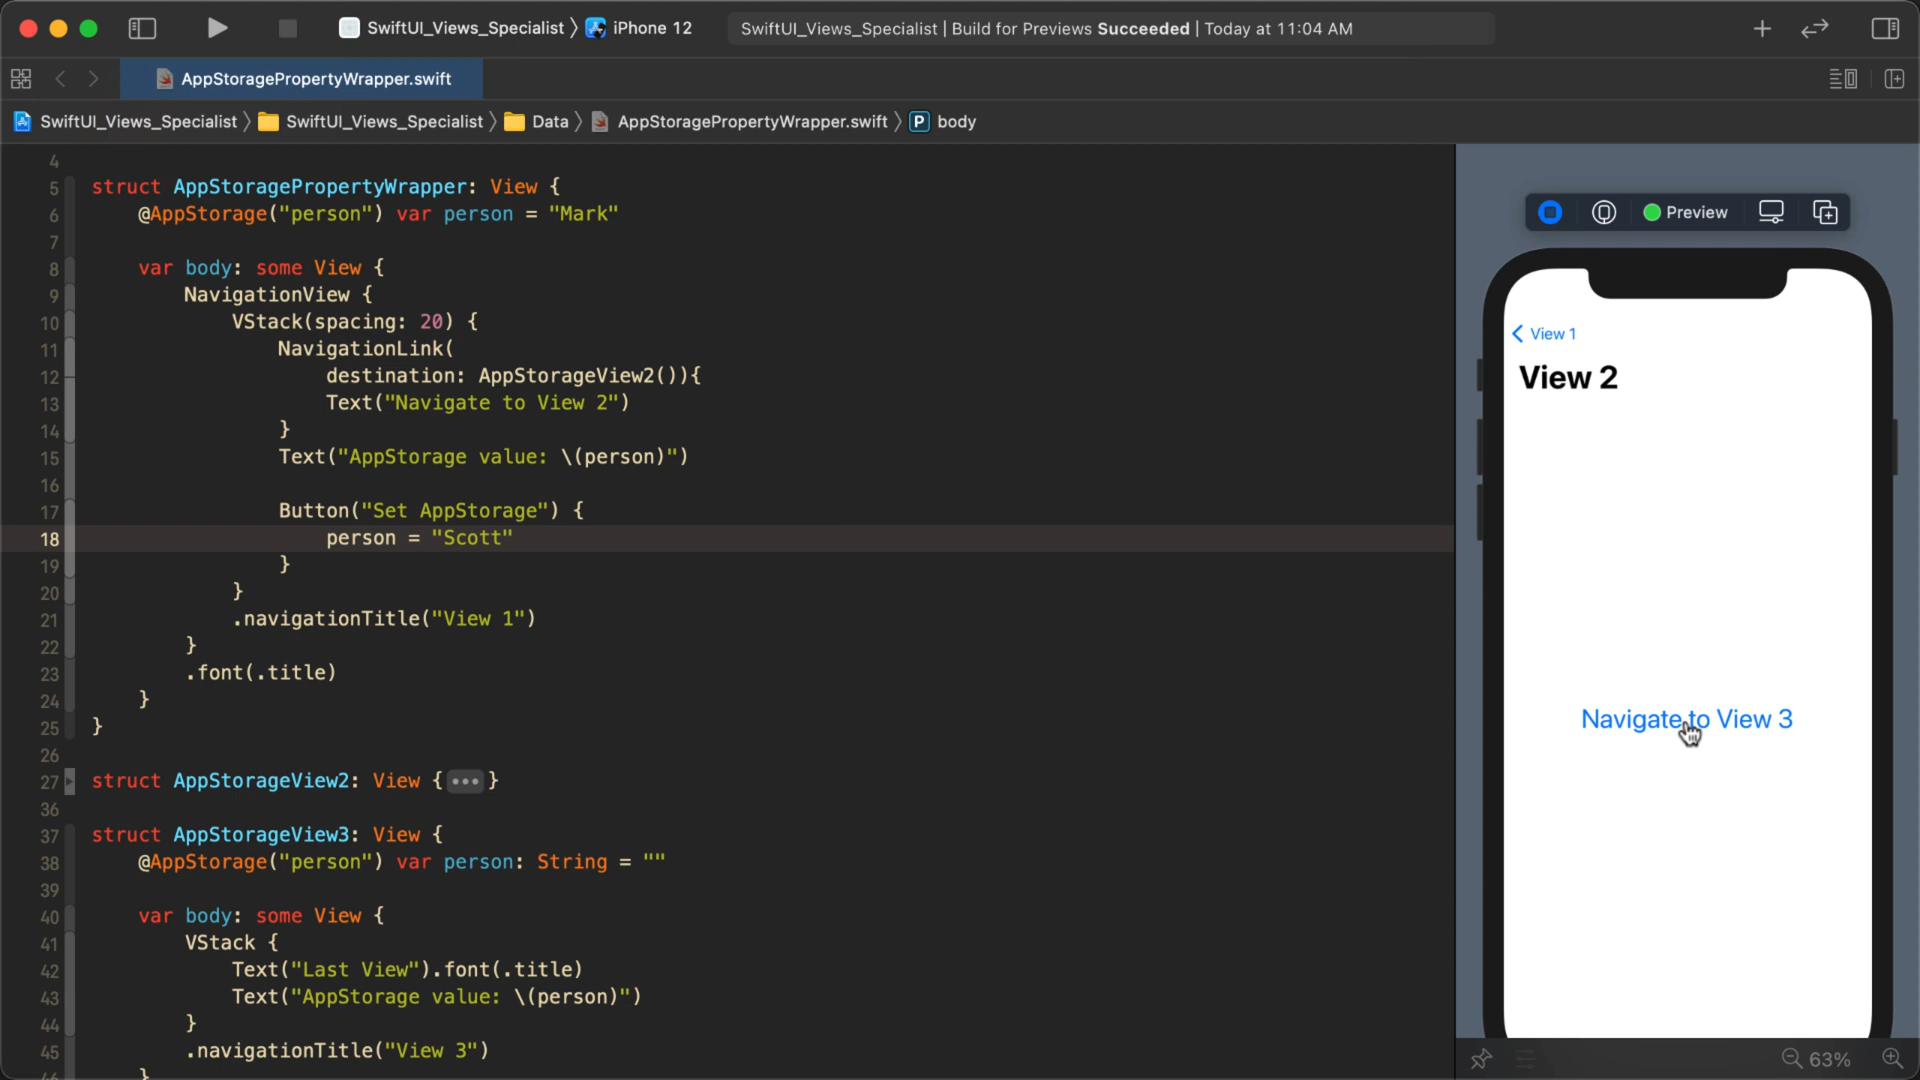 SwiftUI_Views_Specialist 〉 iPhone 12
SwiftUI_Views_Specialist | Build for Previews Succeeded | Today at 11:04 AM
AppStoragePropertyWrapper.swift
SwiftUI_Views_Specialist 〉 SwiftUI_Views_Specialist 〉 Data 〉 AppStoragePropertyWrapper.swift 〉 P body
4
5 struct AppStoragePropertyWrapper: View {
6 @AppStorage("person") var person = "Mark"
7
8 var body: some View {
9 NavigationView {
10 VStack(spacing: 20) {
11 NavigationLink(
12 destination: AppStorageView2()){
13 Text("Navigate to View 2")
14 }
15 Text("AppStorage value: \(person)")
16
17 Button("Set AppStorage") {
18 person = "Scott"
19 }
20 }
21 .navigationTitle("View 1")
22 }
23 .font(.title)
24 }
25 }
26
27 struct AppStorageView2: View {•••}
36
37 struct AppStorageView3: View {
38 @AppStorage("person") var person: String = ""
39
40 var body: some View {
41 VStack {
42 Text("Last View").font(.title)
43 Text("AppStorage value: \(person)")
44 }
45 .navigationTitle("View 3")
46 }
Preview
View 1
View 2
Navigate to View 3
63%